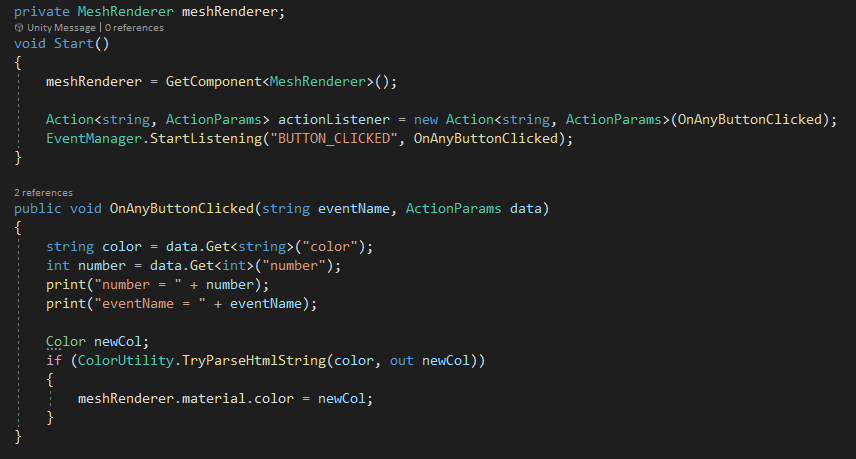 private MeshRenderer meshRenderer;
Unity Message | 0 references
void Start()
{
meshRenderer = GetComponent<MeshRenderer>();
Action<string, ActionParams> actionListener = new Action<string, ActionParams>(OnAnyButtonClicked);
EventManager.StartListening("BUTTON_CLICKED", OnAnyButtonClicked);
}
2 references
public void OnAnyButtonClicked(string eventName, ActionParams data)
{
string color = data.Get<string>("color");
int number = data.Get<int>("number");
print("number = " + number);
print("eventName = " + eventName);
Color newCol;
if (ColorUtility.TryParseHtmlString(color, out newCol))
{
meshRenderer.material.color = newCol;
}
}